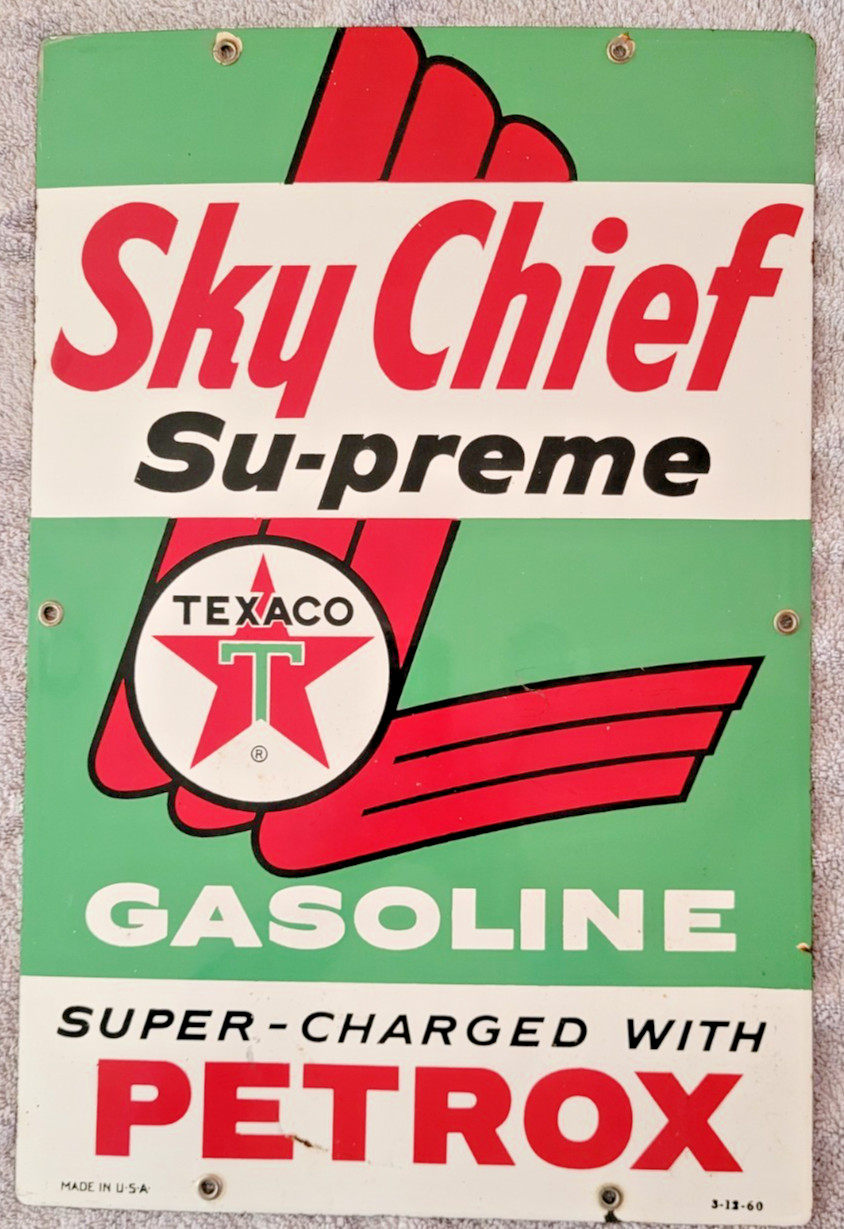 Sky Chief
Su-preme
TEXACO
T
®
GASOLINE
SUPER-CHARGED WITH
PETROX
MADE IN U·S·A·
3-12-60